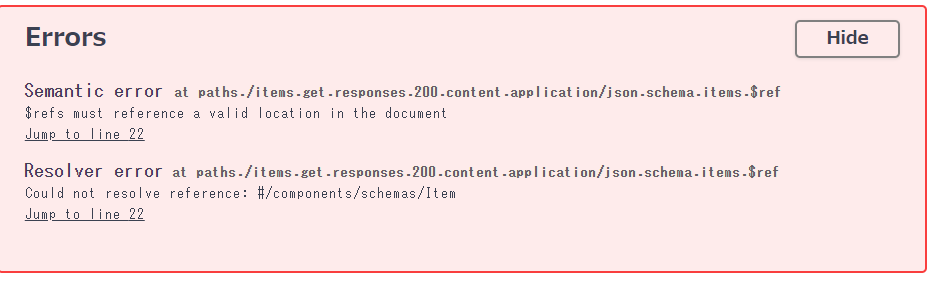 Errors
Hide
Semantic error at paths./items.get.responses.200.content.application/json.schema.items.$ref
$refs must reference a valid location in the document
Jump to line 22
Resolver error at paths./items.get.responses.200.content.application/json.schema.items.$ref
Could not resolve reference: #/components/schemas/Item
Jump to line 22